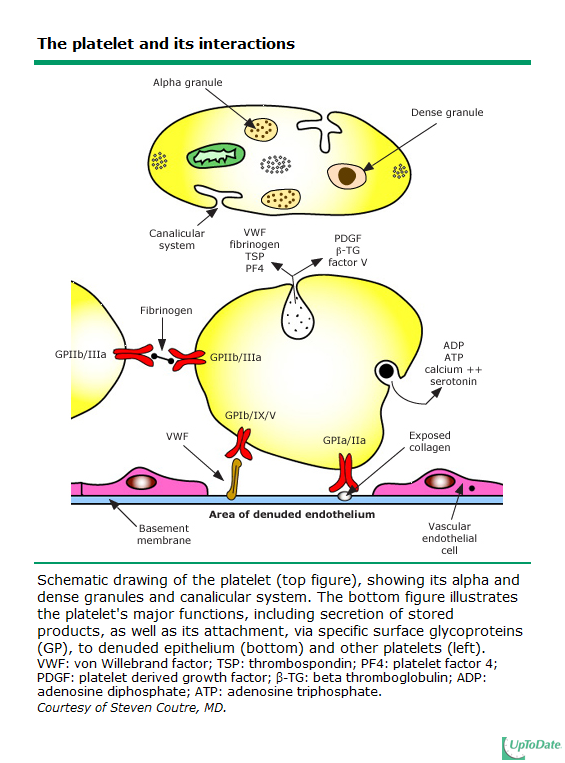 The platelet and its interactions
Alpha granule
Dense granule
Canalicular
system
VWF
fibrinogen
TSP
PF4
PDGF
β-TG
factor V
Fibrinogen
GPIIb/IIIa
GPIIb/IIIa
ADP
ATP
calcium ++
serotonin
GPIb/IX/V
VWF
GPIa/IIa
Exposed
collagen
Area of denuded endothelium
Basement
membrane
Vascular
endothelial
cell
Schematic drawing of the platelet (top figure), showing its alpha and
dense granules and canalicular system. The bottom figure illustrates
the platelet's major functions, including secretion of stored
products, as well as its attachment, via specific surface glycoproteins
(GP), to denuded epithelium (bottom) and other platelets (left).
VWF: von Willebrand factor; TSP: thrombospondin; PF4: platelet factor 4;
PDGF: platelet derived growth factor; β-TG: beta thromboglobulin; ADP:
adenosine diphosphate; ATP: adenosine triphosphate.
Courtesy of Steven Coutre, MD.
UpToDate